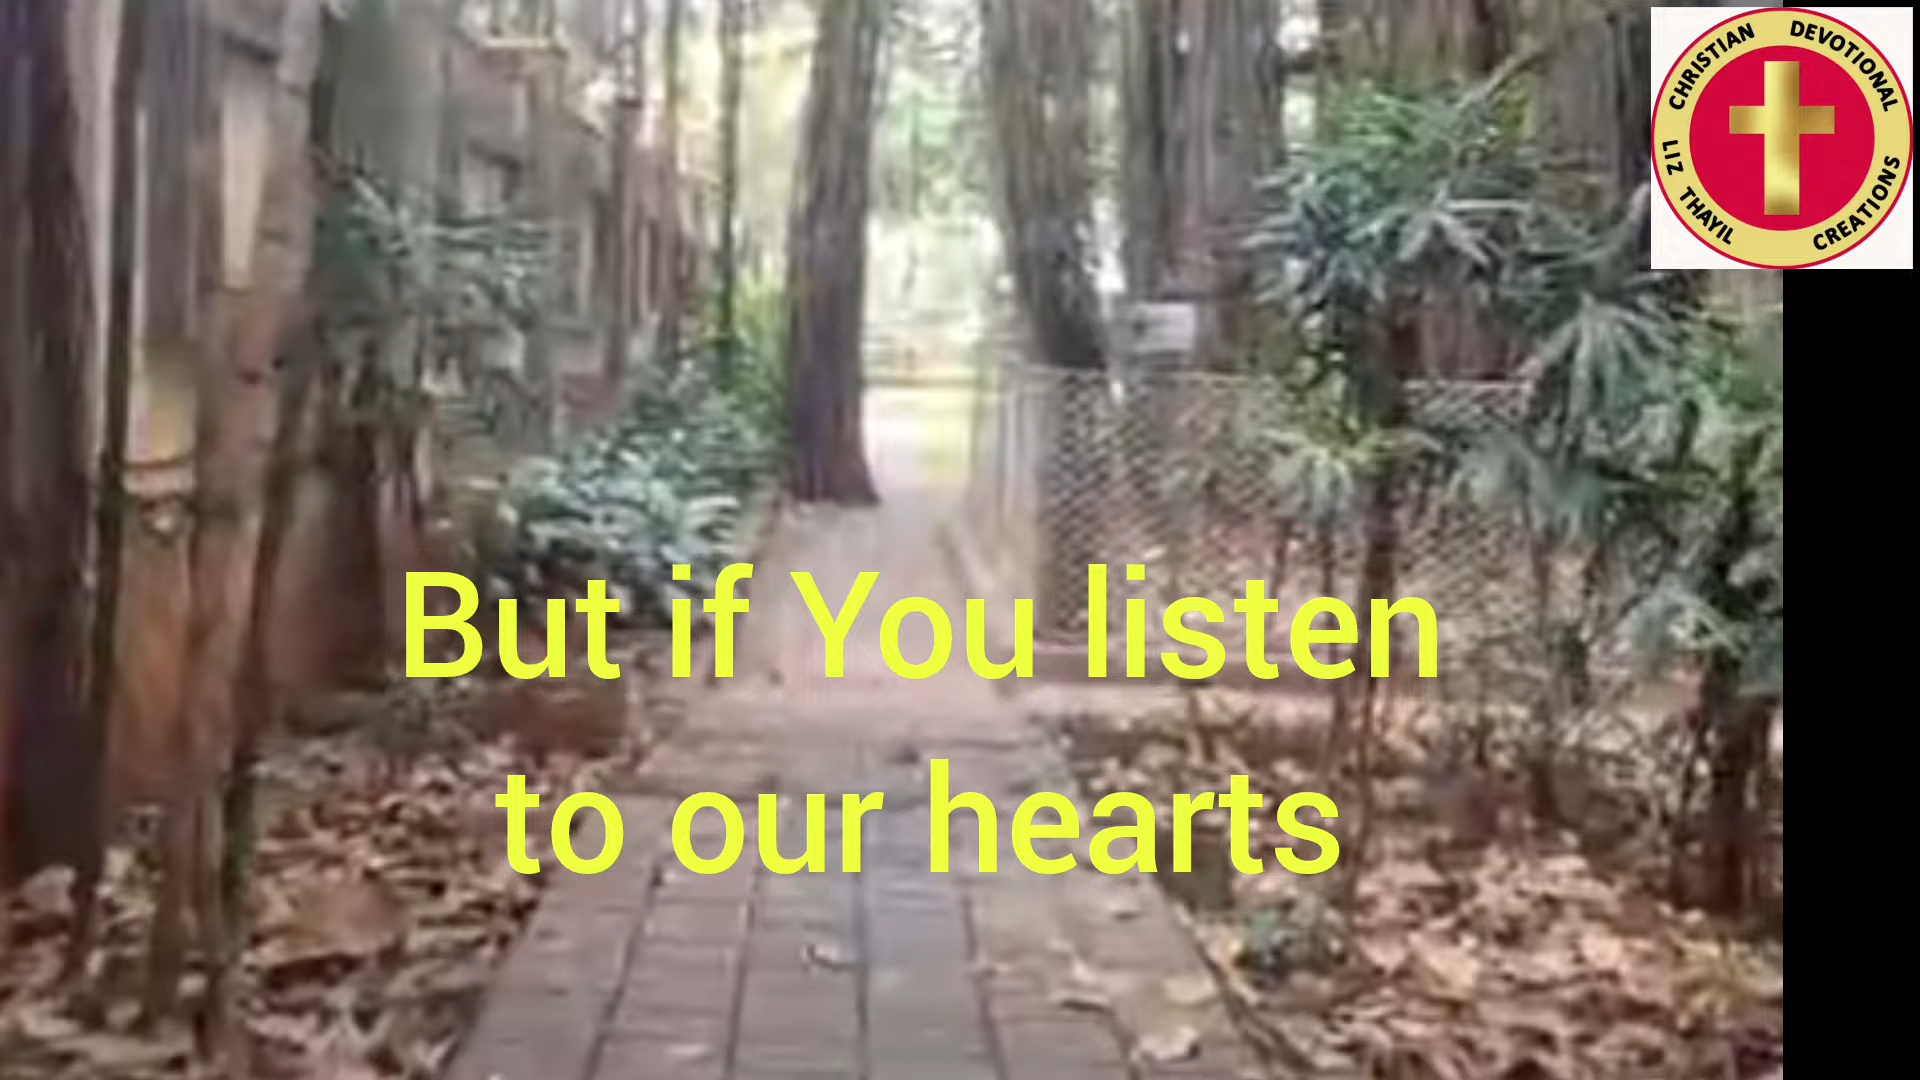 But if You listen
to our hearts
CHRISTIAN DEVOTIONAL
LIZ THAYIL CREATIONS